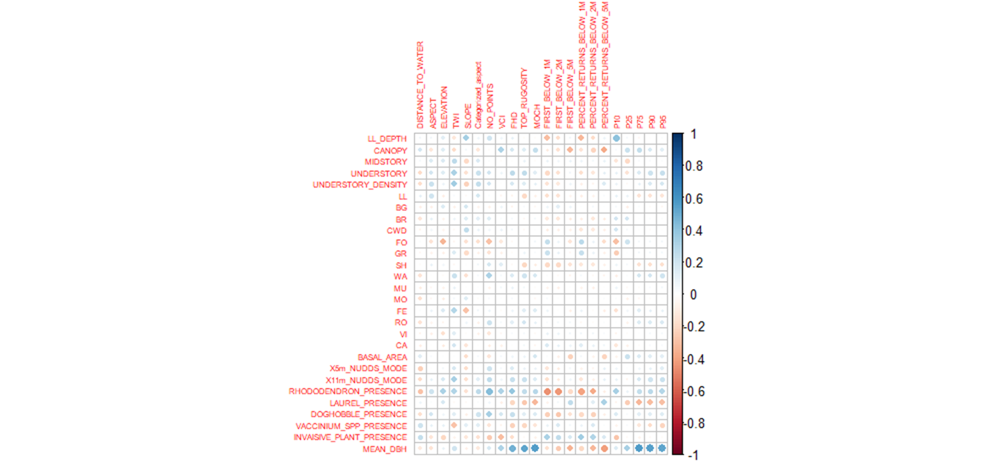 DISTANCE_TO_WATER
ASPECT
ELEVATION
TWI
SLOPE
Categorized_aspect
NO_POINTS
VCI
FHD
TOP_RUGOSITY
MOCH
FIRST_BELOW_1M
FIRST_BELOW_2M
FIRST_BELOW_5M
PERCENT_RETURNS_BELOW_1M
PERCENT_RETURNS_BELOW_2M
PERCENT_RETURNS_BELOW_5M
P10
P25
P75
P90
P95
LL_DEPTH
CANOPY
MIDSTORY
UNDERSTORY
UNDERSTORY_DENSITY
LL
BG
BR
CWD
FO
GR
SH
WA
MU
MO
FE
RO
VI
CA
BASAL_AREA
X5m_NUDDS_MODE
X11m_NUDDS_MODE
RHODODENDRON_PRESENCE
LAUREL_PRESENCE
DOGHOBBLE_PRESENCE
VACCINIUM_SPP_PRESENCE
INVAISIVE_PLANT_PRESENCE
MEAN_DBH
1
0.8
0.6
0.4
0.2
0
-0.2
-0.4
-0.6
-0.8
-1